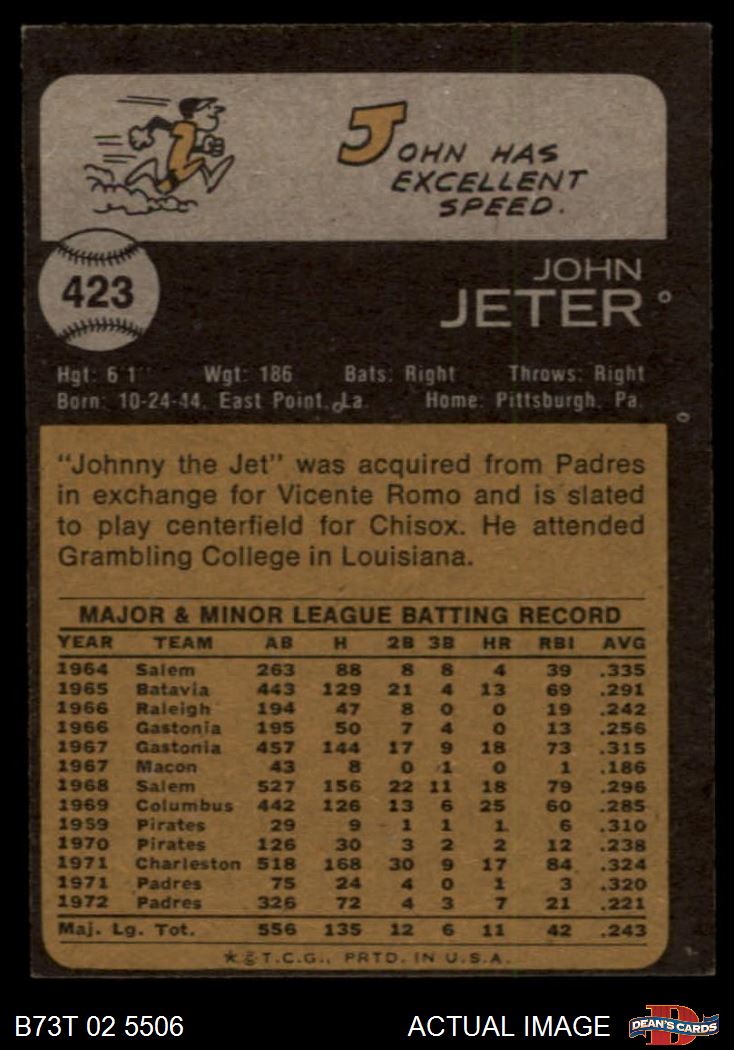 JOHN HAS
EXCELLENT
SPEED.
423
JOHN
JETER
Hgt: 6'1" Wgt: 186 Bats: Right Throws: Right
Born: 10-24-44, East Point, La. Home: Pittsburgh, Pa.
"Johnny the Jet" was acquired from Padres
in exchange for Vicente Romo and is slated
to play centerfield for Chisox. He attended
Grambling College in Louisiana.
MAJOR & MINOR LEAGUE BATTING RECORD
YEAR TEAM AB H 2B 3B HR RBI AVG
1964 Salem 263 88 8 8 4 39 .335
1965 Batavia 443 129 21 4 13 69 .291
1966 Raleigh 194 47 8 0 0 19 .242
1966 Gastonia 195 50 7 4 0 13 .256
1967 Gastonia 457 144 17 9 18 73 .315
1967 Macon 43 8 0 1 0 1 .186
1968 Salem 527 156 22 11 18 79 .296
1969 Columbus 442 126 13 6 25 60 .285
1959 Pirates 29 9 1 1 1 6 .310
1970 Pirates 126 30 3 2 2 12 .238
1971 Charleston 518 168 30 9 17 84 .324
1971 Padres 75 24 4 0 1 3 .320
1972 Padres 326 72 4 3 7 21 .221
Maj. Lg. Tot. 556 135 12 6 11 42 .243
★©T.C.G., PRTD. IN U.S.A.
B73T 02 5506 ACTUAL IMAGE
D
DEAN'S CARDS